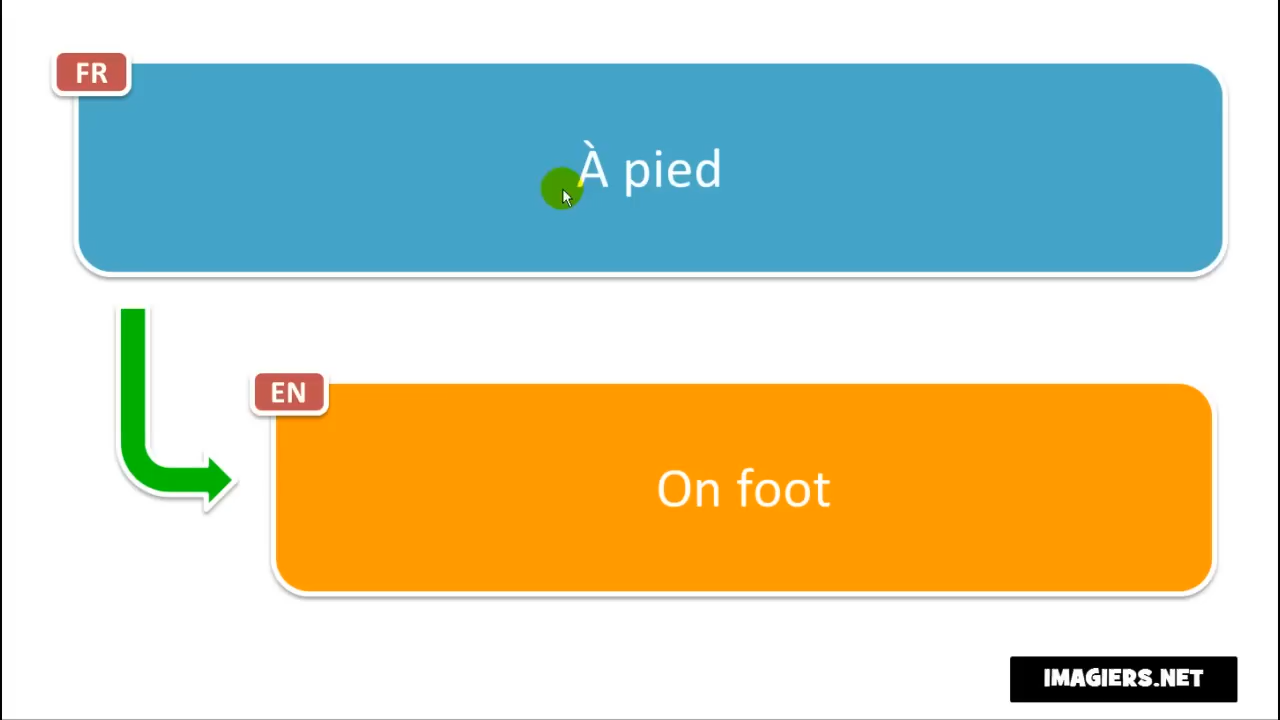 FR
À pied
EN
On foot
IMAGIERS.NET